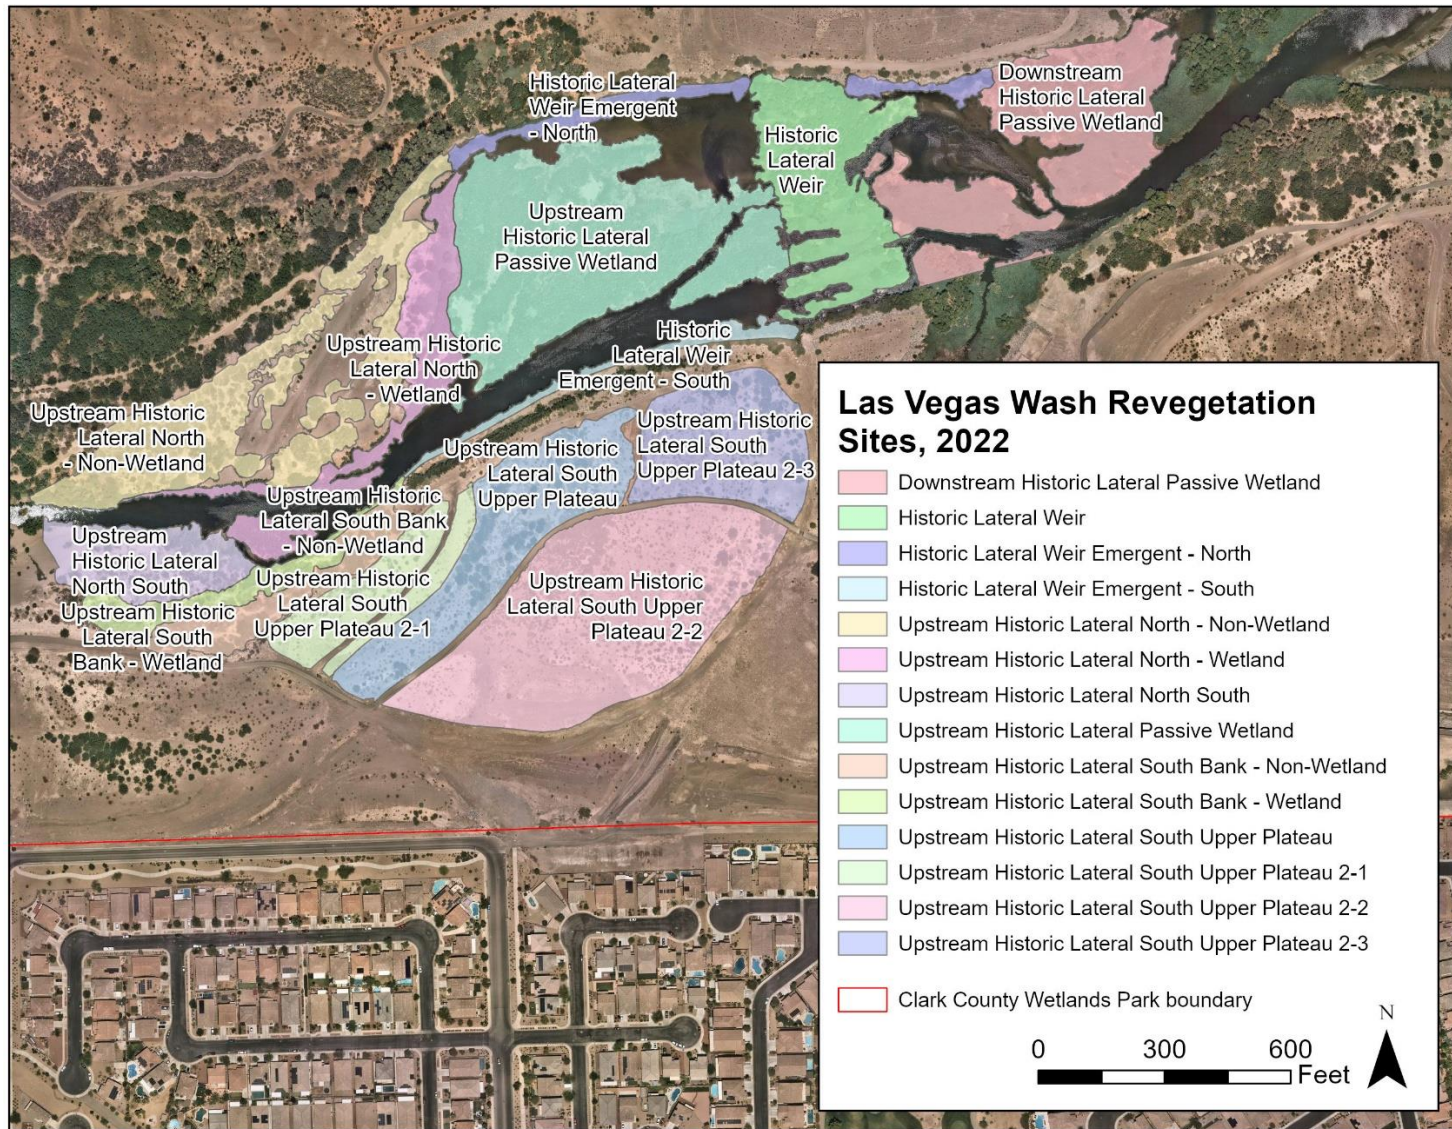 Historic Lateral
Weir Emergent
- North
Downstream
Historic Lateral
Passive Wetland
Historic
Lateral
Weir
Upstream
Historic Lateral
Passive Wetland
Historic
Lateral Weir
Emergent - South
Upstream Historic
Lateral North
- Wetland
Upstream Historic
Lateral North
- Non-Wetland
Upstream Historic
Lateral South
Upper Plateau
Upstream Historic
Lateral South
Upper Plateau 2-3
Upstream Historic
Lateral South Bank
- Non-Wetland
Upstream
Historic Lateral
North South
Upstream Historic
Lateral South
Upper Plateau 2-1
Upstream Historic
Lateral South Upper
Plateau 2-2
Upstream Historic
Lateral South
Bank - Wetland
Las Vegas Wash Revegetation
Sites, 2022
Downstream Historic Lateral Passive Wetland
Historic Lateral Weir
Historic Lateral Weir Emergent - North
Historic Lateral Weir Emergent - South
Upstream Historic Lateral North - Non-Wetland
Upstream Historic Lateral North - Wetland
Upstream Historic Lateral North South
Upstream Historic Lateral Passive Wetland
Upstream Historic Lateral South Bank - Non-Wetland
Upstream Historic Lateral South Bank - Wetland
Upstream Historic Lateral South Upper Plateau
Upstream Historic Lateral South Upper Plateau 2-1
Upstream Historic Lateral South Upper Plateau 2-2
Upstream Historic Lateral South Upper Plateau 2-3
Clark County Wetlands Park boundary
N
0 300 600
Feet